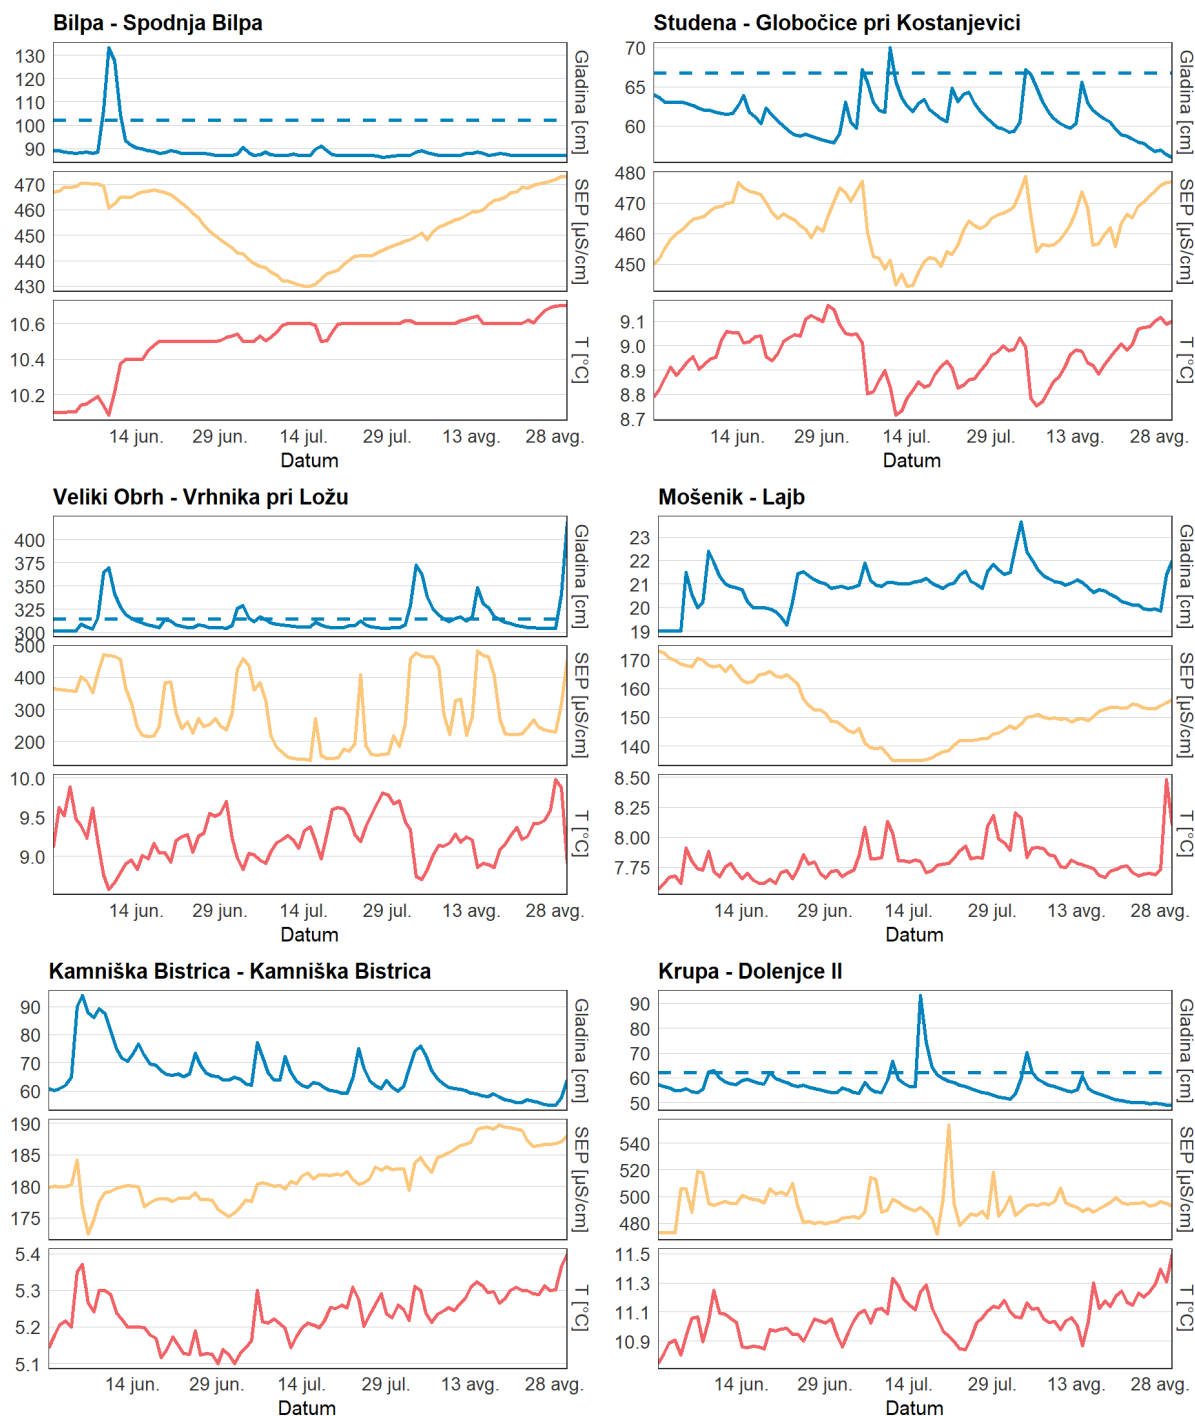 Bilpa - Spodnja Bilpa
130
120
110
100
90
Gladina [cm]
470
460
450
440
430
SEP [µS/cm]
10.6
10.4
10.2
T [°C]
14 jun. 29 jun. 14 jul. 29 jul. 13 avg. 28 avg.
Datum
Studena - Globočice pri Kostanjevici
70
65
60
Gladina [cm]
480
470
460
450
SEP [µS/cm]
9.1
9.0
8.9
8.8
8.7
T [°C]
14 jun. 29 jun. 14 jul. 29 jul. 13 avg. 28 avg.
Datum
Veliki Obrh - Vrhnika pri Ložu
400
375
350
325
300
Gladina [cm]
500
400
300
200
SEP [µS/cm]
10.0
9.5
9.0
T [°C]
14 jun. 29 jun. 14 jul. 29 jul. 13 avg. 28 avg.
Datum
Mošenik - Lajb
23
22
21
20
19
Gladina [cm]
170
160
150
140
SEP [µS/cm]
8.50
8.25
8.00
7.75
T [°C]
14 jun. 29 jun. 14 jul. 29 jul. 13 avg. 28 avg.
Datum
Kamniška Bistrica - Kamniška Bistrica
90
80
70
60
Gladina [cm]
190
185
180
175
SEP [µS/cm]
5.4
5.3
5.2
5.1
T [°C]
14 jun. 29 jun. 14 jul. 29 jul. 13 avg. 28 avg.
Datum
Krupa - Dolenjce II
90
80
70
60
50
Gladina [cm]
540
520
500
480
SEP [µS/cm]
11.5
11.3
11.1
10.9
T [°C]
14 jun. 29 jun. 14 jul. 29 jul. 13 avg. 28 avg.
Datum